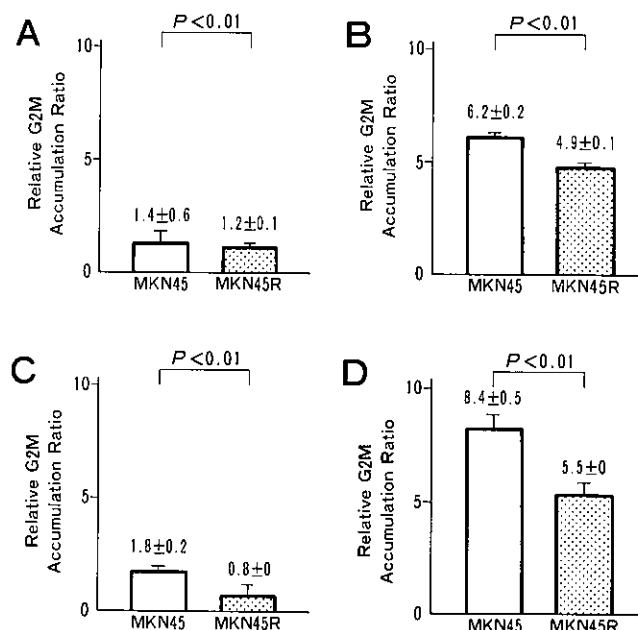 A
P<0.01
10
5
0
Relative G2M
Accumulation Ratio
1.4±0.6
1.2±0.1
MKN45
MKN45R
B
P<0.01
10
5
0
Relative G2M
Accumulation Ratio
6.2±0.2
4.9±0.1
MKN45
MKN45R
C
P<0.01
10
5
0
Relative G2M
Accumulation Ratio
1.8±0.2
0.8±0
MKN45
MKN45R
D
P<0.01
10
5
0
Relative G2M
Accumulation Ratio
8.4±0.5
5.5±0
MKN45
MKN45R